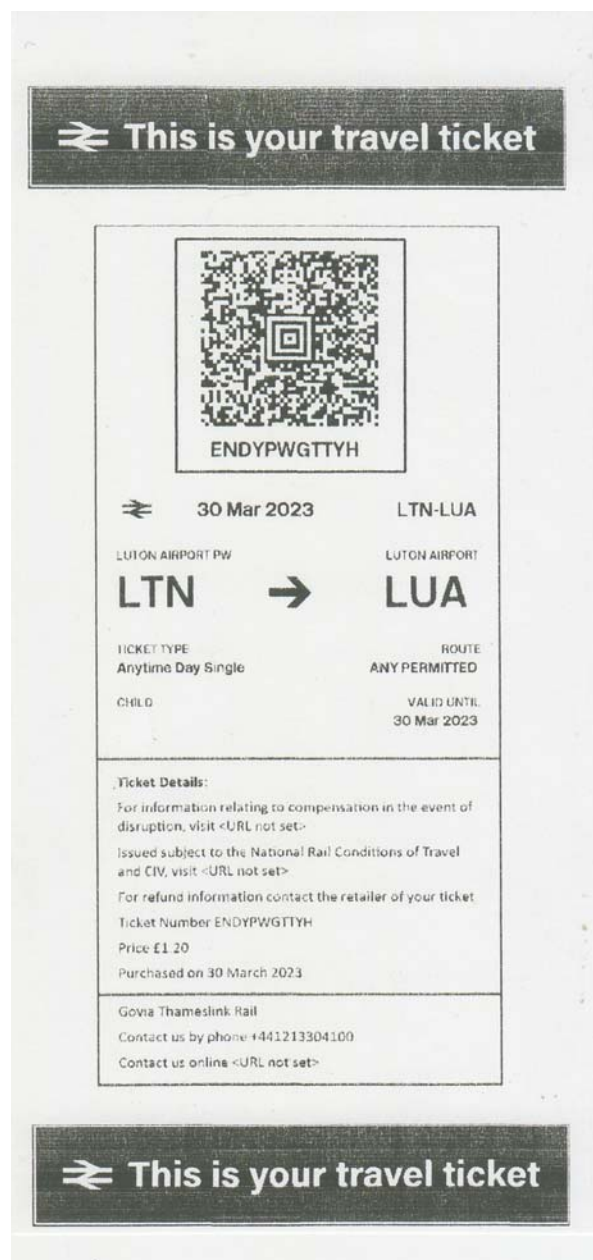 This is your travel ticket
ENDYPWGTTYH
30 Mar 2023 LTN-LUA
LUTON AIRPORT PW LUTON AIRPORT
LTN → LUA
TICKET TYPE ROUTE
Anytime Day Single ANY PERMITTED
CHILD VALID UNTIL
30 Mar 2023
Ticket Details:
For information relating to compensation in the event of
disruption, visit <URL not set>
Issued subject to the National Rail Conditions of Travel
and CIV, visit <URL not set>
For refund information contact the retailer of your ticket
Ticket Number ENDYPWGTTYH
Price £1.20
Purchased on 30 March 2023
Govia Thameslink Rail
Contact us by phone +441213304100
Contact us online <URL not set>
This is your travel ticket